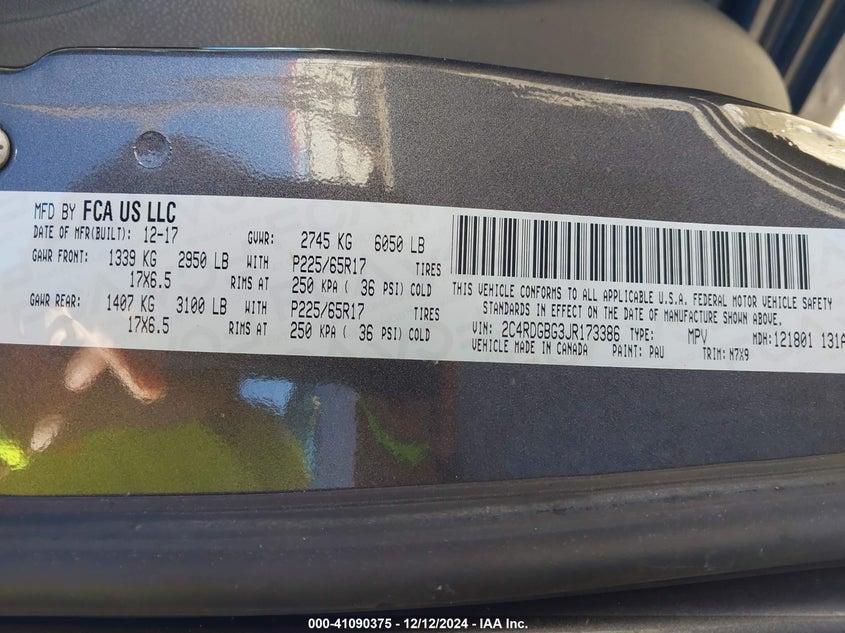 MFD BY FCA US LLC
DATE OF MFR(BUILT): 12-17 GVWR: 2745 KG 6050 LB
GAWR FRONT: 1339 KG 2950 LB WITH P225/65R17 TIRES
17X6.5 RIMS AT 250 KPA ( 36 PSI) COLD
GAWR REAR: 1407 KG 3100 LB WITH P225/65R17 TIRES
17X6.5 RIMS AT 250 KPA ( 36 PSI) COLD
THIS VEHICLE CONFORMS TO ALL APPLICABLE U.S.A. FEDERAL MOTOR VEHICLE SAFETY
STANDARDS IN EFFECT ON THE DATE OF MANUFACTURE SHOWN ABOVE.
VIN: 2C4RDGBG3JR173386 TYPE: MPV MDH:121801 131A
VEHICLE MADE IN CANADA PAINT: PAU TRIM: N7X9
000-41090375 - 12/12/2024 - IAA Inc.